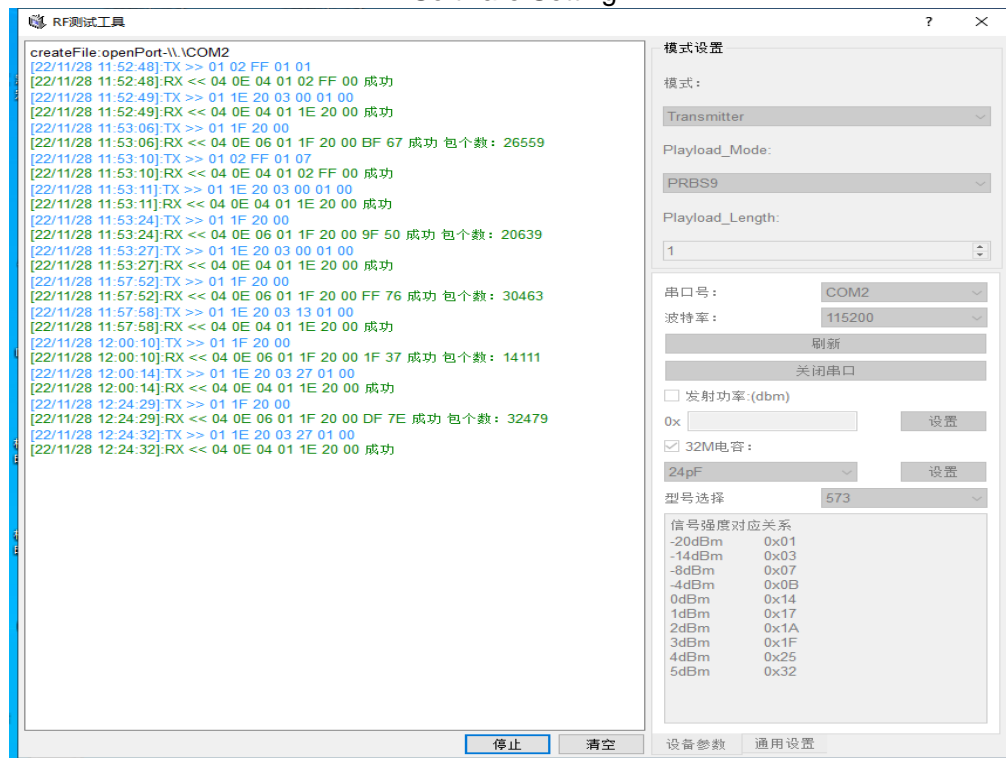 RF测试工具
?
createFile:openPort-\\.\COM2
[22/11/28 11:52:48]:TX >> 01 02 FF 01 01
[22/11/28 11:52:48]:RX << 04 0E 04 01 02 FF 00 成功
[22/11/28 11:52:49]:TX >> 01 1E 20 03 00 01 00
[22/11/28 11:52:49]:RX << 04 0E 04 01 1E 20 00 成功
[22/11/28 11:53:06]:TX >> 01 1F 20 00
[22/11/28 11:53:06]:RX << 04 0E 06 01 1F 20 00 BF 67 成功 包个数：26559
[22/11/28 11:53:10]:TX >> 01 02 FF 01 07
[22/11/28 11:53:10]:RX << 04 0E 04 01 02 FF 00 成功
[22/11/28 11:53:11]:TX >> 01 1E 20 03 00 01 00
[22/11/28 11:53:11]:RX << 04 0E 04 01 1E 20 00 成功
[22/11/28 11:53:24]:TX >> 01 1F 20 00
[22/11/28 11:53:24]:RX << 04 0E 06 01 1F 20 00 9F 50 成功 包个数：20639
[22/11/28 11:53:27]:TX >> 01 1E 20 03 00 01 00
[22/11/28 11:53:27]:RX << 04 0E 04 01 1E 20 00 成功
[22/11/28 11:57:52]:TX >> 01 1F 20 00
[22/11/28 11:57:52]:RX << 04 0E 06 01 1F 20 00 FF 76 成功 包个数：30463
[22/11/28 11:57:58]:TX >> 01 1E 20 03 13 01 00
[22/11/28 11:57:58]:RX << 04 0E 04 01 1E 20 00 成功
[22/11/28 12:00:10]:TX >> 01 1F 20 00
[22/11/28 12:00:10]:RX << 04 0E 06 01 1F 20 00 1F 37 成功 包个数：14111
[22/11/28 12:00:14]:TX >> 01 1E 20 03 27 01 00
[22/11/28 12:00:14]:RX << 04 0E 04 01 1E 20 00 成功
[22/11/28 12:24:29]:TX >> 01 1F 20 00
[22/11/28 12:24:29]:RX << 04 0E 06 01 1F 20 00 DF 7E 成功 包个数：32479
[22/11/28 12:24:32]:TX >> 01 1E 20 03 27 01 00
[22/11/28 12:24:32]:RX << 04 0E 04 01 1E 20 00 成功
停止 清空
模式设置
模式：
Transmitter
Playload_Mode:
PRBS9
Playload_Length:
1
串口号： COM2
波特率： 115200
刷新
关闭串口
发射功率:(dbm)
0x 设置
32M电容：
24pF 设置
型号选择 573
信号强度对应关系
-20dBm 0x01
-14dBm 0x03
-8dBm 0x07
-4dBm 0x0B
0dBm 0x14
1dBm 0x17
2dBm 0x1A
3dBm 0x1F
4dBm 0x25
5dBm 0x32
设备参数 通用设置